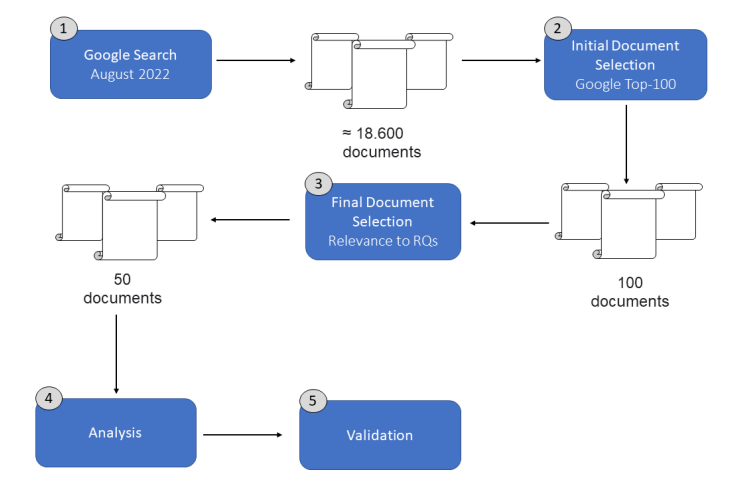 1
Google Search
August 2022
≈ 18.600
documents
2
Initial Document
Selection
Google Top-100
100
documents
3
Final Document
Selection
Relevance to RQs
50
documents
4
Analysis
5
Validation